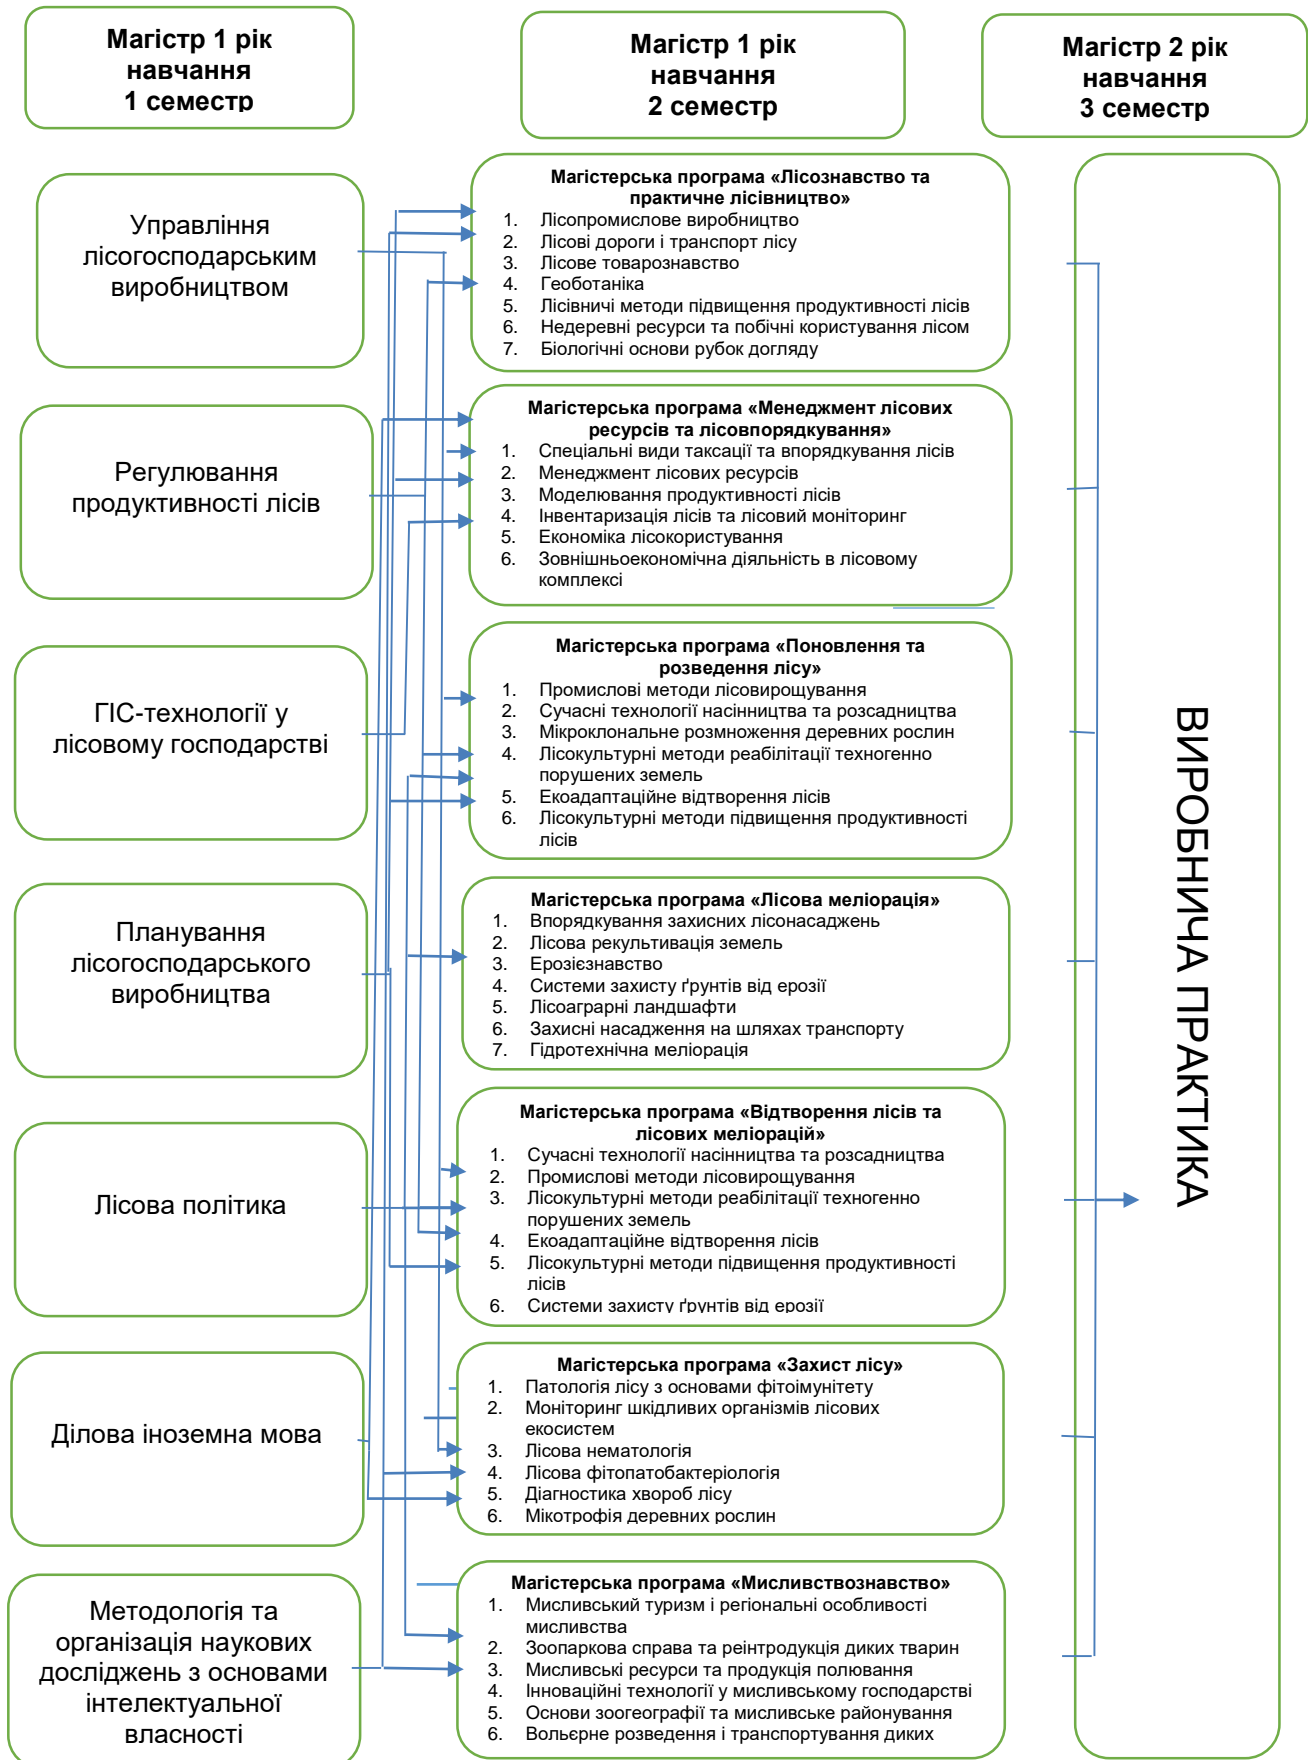 Магістр 1 рік
навчання
1 семестр
Магістр 1 рік
навчання
2 семестр
Магістр 2 рік
навчання
3 семестр
Управління
лісогосподарським
виробництвом
Регулювання
продуктивності лісів
ГІС-технології у
лісовому господарстві
Планування
лісогосподарського
виробництва
Лісова політика
Ділова іноземна мова
Методологія та
організація наукових
досліджень з основами
інтелектуальної
власності
Магістерська програма «Лісознавство та
практичне лісівництво»
1. Лісопромислове виробництво
2. Лісові дороги і транспорт лісу
3. Лісове товарознавство
4. Геоботаніка
5. Лісівничі методи підвищення продуктивності лісів
6. Недеревні ресурси та побічні користування лісом
7. Біологічні основи рубок догляду
Магістерська програма «Менеджмент лісових
ресурсів та лісовпорядкування»
1. Спеціальні види таксації та впорядкування лісів
2. Менеджмент лісових ресурсів
3. Моделювання продуктивності лісів
4. Інвентаризація лісів та лісовий моніторинг
5. Економіка лісокористування
6. Зовнішньоекономічна діяльність в лісовому
комплексі
Магістерська програма «Поновлення та
розведення лісу»
1. Промислові методи лісовирощування
2. Сучасні технології насінництва та розсадництва
3. Мікроклональне розмноження деревних рослин
4. Лісокультурні методи реабілітації техногенно
порушених земель
5. Екоадаптаційне відтворення лісів
6. Лісокультурні методи підвищення продуктивності
лісів
Магістерська програма «Лісова меліорація»
1. Впорядкування захисних лісонасаджень
2. Лісова рекультивація земель
3. Ерозієзнавство
4. Системи захисту ґрунтів від ерозії
5. Лісоаграрні ландшафти
6. Захисні насадження на шляхах транспорту
7. Гідротехнічна меліорація
Магістерська програма «Відтворення лісів та
лісових меліорацій»
1. Сучасні технології насінництва та розсадництва
2. Промислові методи лісовирощування
3. Лісокультурні методи реабілітації техногенно
порушених земель
4. Екоадаптаційне відтворення лісів
5. Лісокультурні методи підвищення продуктивності
лісів
6. Системи захисту ґрунтів від ерозії
Магістерська програма «Захист лісу»
1. Патологія лісу з основами фітоімунітету
2. Моніторинг шкідливих організмів лісових
екосистем
3. Лісова нематологія
4. Лісова фітопатобактеріологія
5. Діагностика хвороб лісу
6. Мікотрофія деревних рослин
Магістерська програма «Мисливствознавство»
1. Мисливський туризм і регіональні особливості
мисливства
2. Зоопаркова справа та реінтродукція диких тварин
3. Мисливські ресурси та продукція полювання
4. Інноваційні технології у мисливському господарстві
5. Основи зоогеографії та мисливське районування
6. Вольєрне розведення і транспортування диких
ВИРОБНИЧА ПРАКТИКА